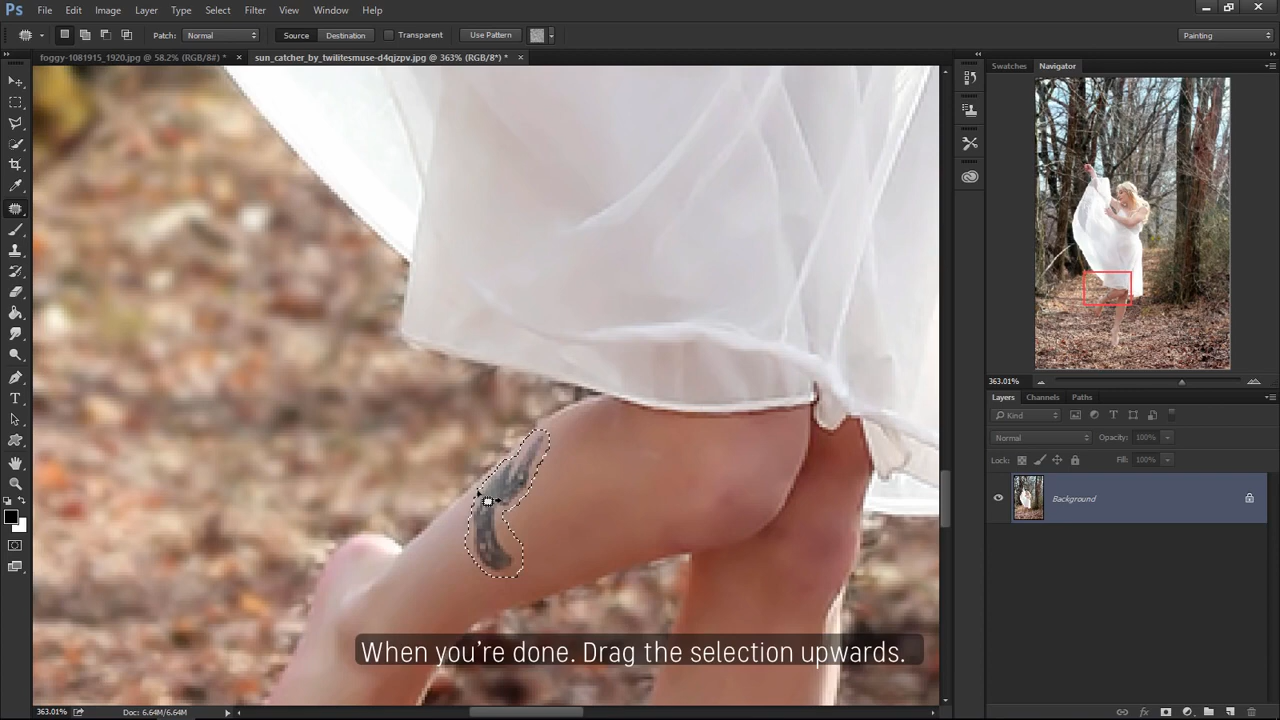 Ps File Edit Image Layer Type Select Filter View Window Help
Patch: Normal Source Destination Transparent Use Pattern Painting
foggy-1081915_1920.jpg @ 58.2% (RGB/8#) * × sun_catcher_by_twilitesmuse-d4qjzpv.jpg @ 363% (RGB/8*) * ×
Swatches Navigator
363.01%
Layers Channels Paths
Kind
Normal Opacity: 100%
Lock: Fill: 100%
Background
When you're done. Drag the selection upwards.
363.01% Doc: 6.64M/6.64M